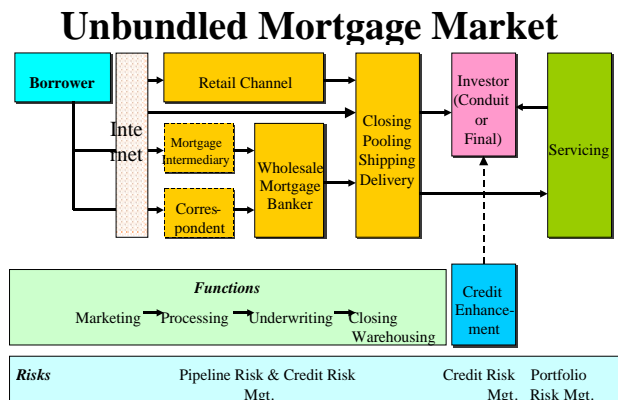 Unbundled Mortgage Market
Borrower
Inte
rnet
Retail Channel
Mortgage
Intermediary
Corres-
pondent
Wholesale
Mortgage
Banker
Closing
Pooling
Shipping
Delivery
Investor
(Conduit
or
Final)
Servicing
Functions
Marketing Processing Underwriting Closing
Warehousing
Credit
Enhance-
ment
Risks
Pipeline Risk & Credit Risk
Mgt.
Credit Risk
Mgt.
Portfolio
Risk Mgt.